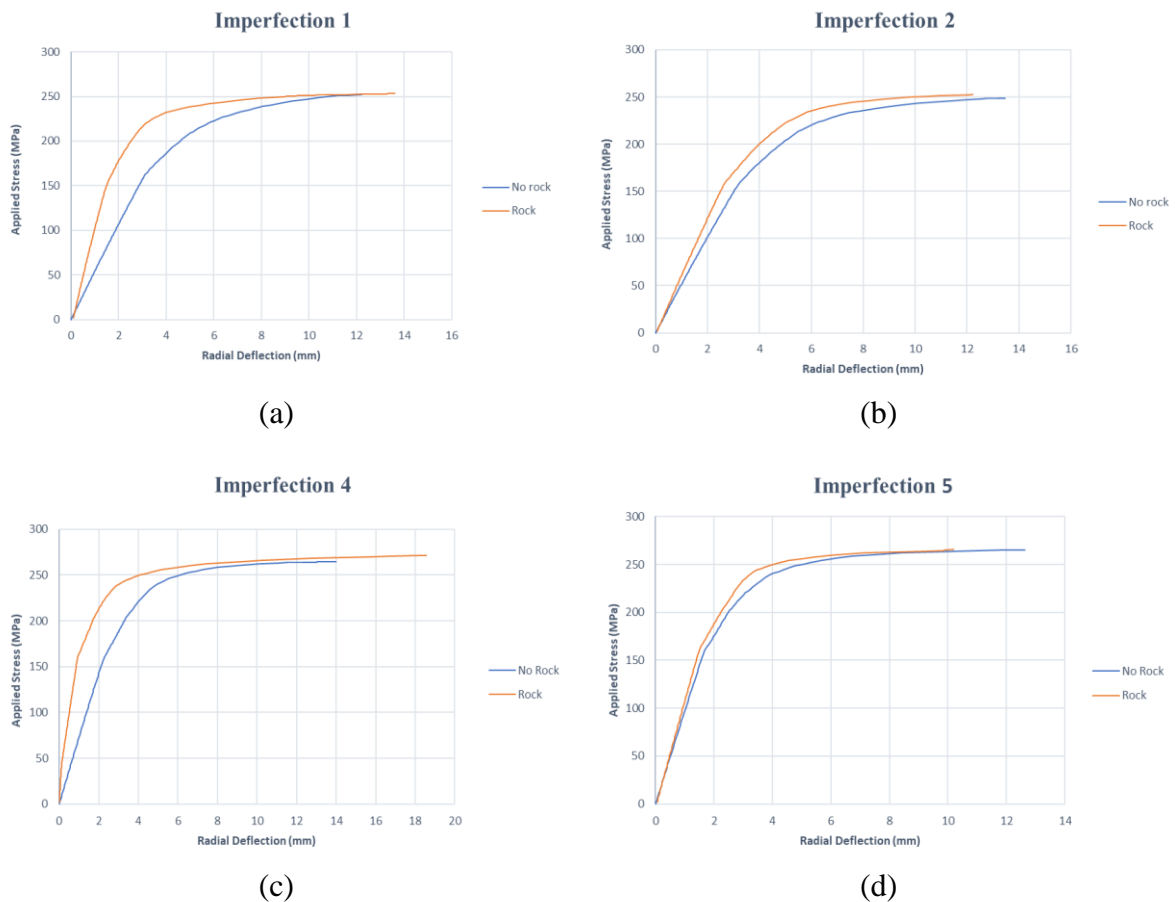 Imperfection 1
300
250
200
150
100
50
0
Applied Stress (MPa)
0 2 4 6 8 10 12 14 16
Radial Deflection (mm)
No rock
Rock
(a)
Imperfection 2
300
250
200
150
100
50
0
Applied Stress (MPa)
0 2 4 6 8 10 12 14 16
Radial Deflection (mm)
No rock
Rock
(b)
Imperfection 4
300
250
200
150
100
50
0
Applied Stress (MPa)
0 2 4 6 8 10 12 14 16 18 20
Radial Deflection (mm)
No Rock
Rock
(c)
Imperfection 5
300
250
200
150
100
50
0
Applied Stress (MPa)
0 2 4 6 8 10 12 14
Radial Deflection (mm)
No Rock
Rock
(d)